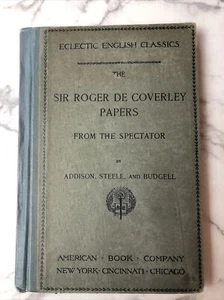 ECLECTIC ENGLISH CLASSICS
THE
SIR ROGER DE COVERLEY
PAPERS
FROM THE SPECTATOR
BY
ADDISON, STEELE, AND BUDGELL
AMERICAN · BOOK · COMPANY
NEW YORK · CINCINNATI · CHICAGO